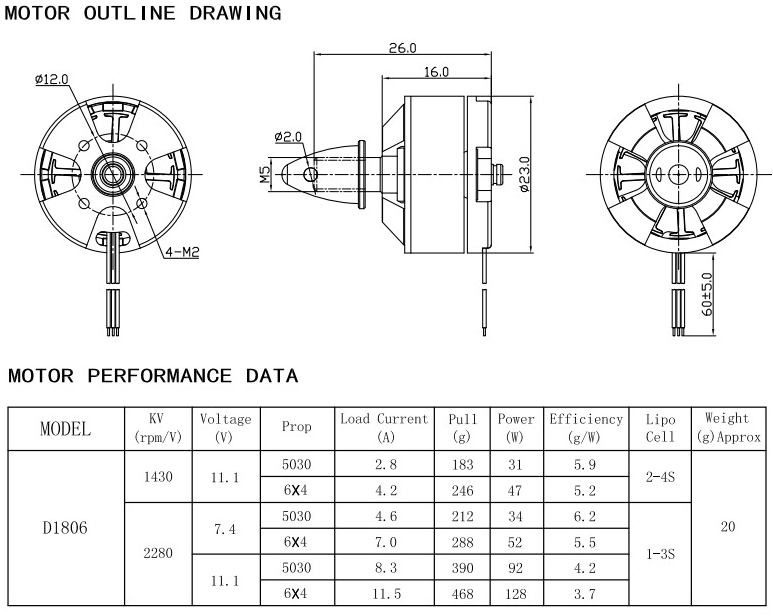 MOTOR OUTLINE DRAWING
26.0
16.0
ø12.0
ø2.0
M5
ø23.0
4-M2
60±5.0
MOTOR PERFORMANCE DATA
MODEL KV (rpm/V) Voltage (V) Prop Load Current (A) Pull (g) Power (W) Efficiency (g/W) Lipo Cell Weight (g)Approx
D1806 1430 11.1 5030 2.8 183 31 5.9 2-4S 20
6X4 4.2 246 47 5.2
2280 7.4 5030 4.6 212 34 6.2 1-3S
6X4 7.0 288 52 5.5
11.1 5030 8.3 390 92 4.2
6X4 11.5 468 128 3.7